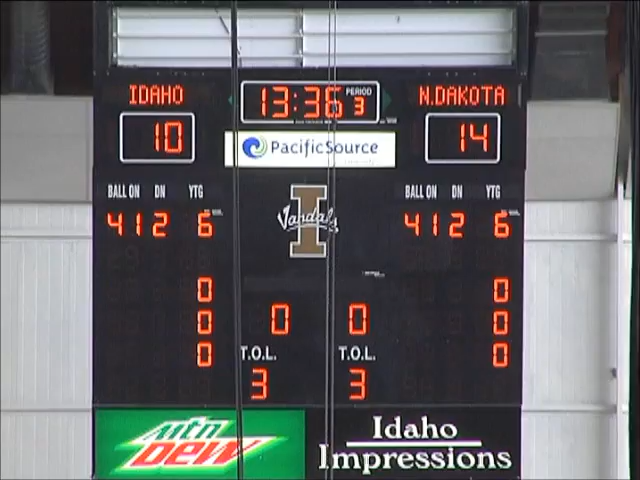 IDAHO
13:36
PERIOD
3
N.DAKOTA
10
PacificSource
14
BALL ON DN YTG
BALL ON DN YTG
41 2 6
Vandals
I
41 2 6
0
0
0
0
0
0
0
0
T.O.L.
T.O.L.
3
3
mtn DEW
Idaho Impressions